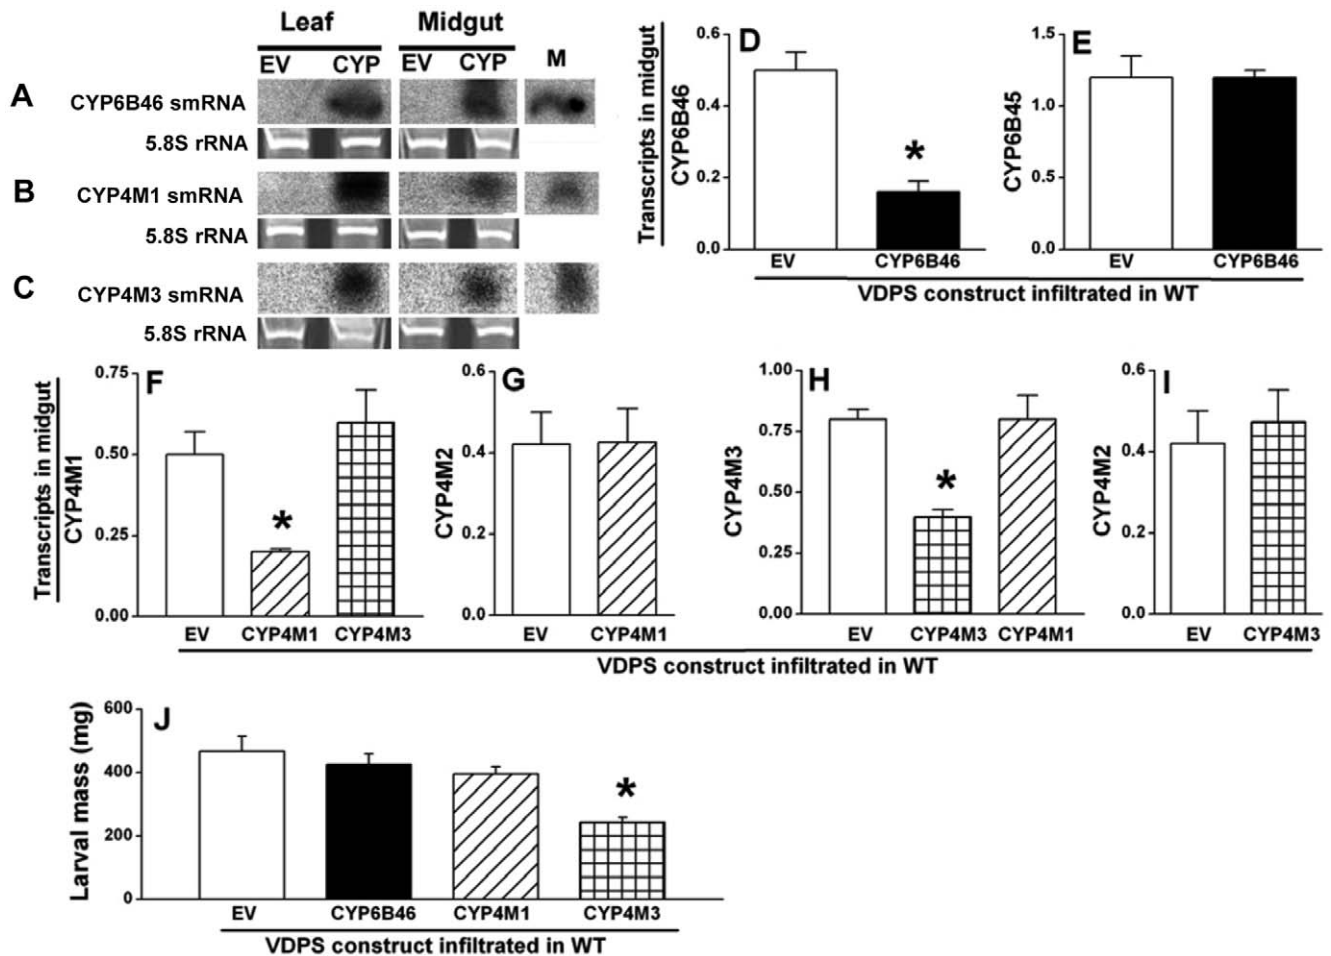 Leaf Midgut
EV CYP EV CYP M
A CYP6B46 smRNA
5.8S rRNA
B CYP4M1 smRNA
5.8S rRNA
C CYP4M3 smRNA
5.8S rRNA
D
Transcripts in midgut
CYP6B46
0.6
0.4
0.2
0.0
*
EV CYP6B46
E
CYP6B45
1.5
1.0
0.5
0.0
EV CYP6B46
VDPS construct infiltrated in WT
F
Transcripts in midgut
CYP4M1
0.75
0.50
0.25
0.00
*
EV CYP4M1 CYP4M3
G
CYP4M2
0.6
0.4
0.2
0.0
EV CYP4M1
H
CYP4M3
1.00
0.75
0.50
0.25
0.00
*
EV CYP4M3 CYP4M1
I
CYP4M2
0.6
0.4
0.2
0.0
EV CYP4M3
VDPS construct infiltrated in WT
J
Larval mass (mg)
600
400
200
0
*
EV CYP6B46 CYP4M1 CYP4M3
VDPS construct infiltrated in WT